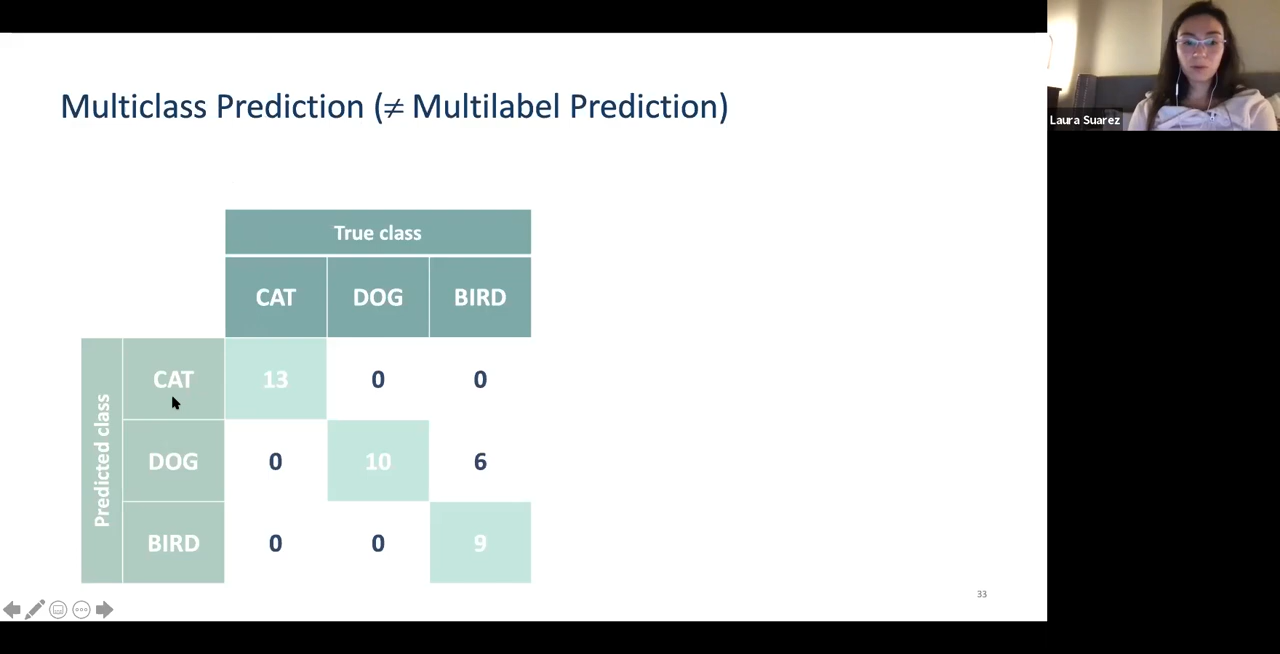 Multiclass Prediction (≠ Multilabel Prediction)
Laura Suarez
True class
CAT DOG BIRD
Predicted class
CAT 13 0 0
DOG 0 10 6
BIRD 0 0 9
33